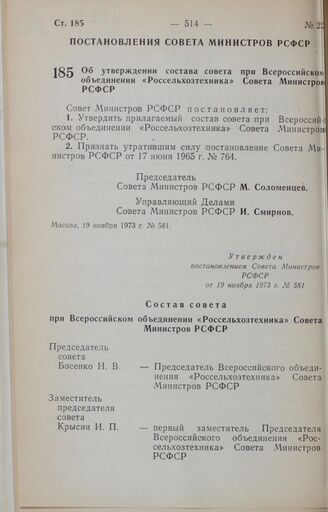 Ст. 185 — 514 — № 22
ПОСТАНОВЛЕНИЯ СОВЕТА МИНИСТРОВ РСФСР
185 Об утверждении состава совета при Всероссийском
объединении «Россельхозтехника» Совета Министров
РСФСР
Совет Министров РСФСР постановляет:
1. Утвердить прилагаемый состав совета при Всероссий-
ском объединении «Россельхозтехника» Совета Министров
РСФСР.
2. Признать утратившим силу постановление Совета Ми-
нистров РСФСР от 17 июня 1965 г. № 764.
Председатель
Совета Министров РСФСР М. Соломенцев.
Управляющий Делами
Совета Министров РСФСР И. Смирнов.
Москва, 19 ноября 1973 г. № 581.
Утвержден
постановлением Совета Министров
РСФСР
от 19 ноября 1973 г. № 581
Состав совета
при Всероссийском объединении «Россельхозтехника» Совета
Министров РСФСР
Председатель
совета
Босенко Н. В. — Председатель Всероссийского объеди-
нения «Россельхозтехника» Совета
Министров РСФСР
Заместитель
председателя
совета
Крысин И. П. — первый заместитель Председателя
Всероссийского объединения «Рос-
сельхозтехника» Совета Министров
РСФСР